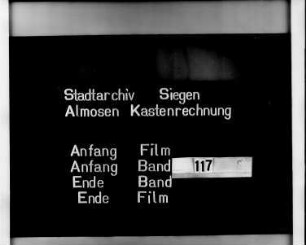 Stadtarchiv Siegen
Almosen Kastenrechnung
Anfang Film
Anfang Band 117
Ende Band
Ende Film